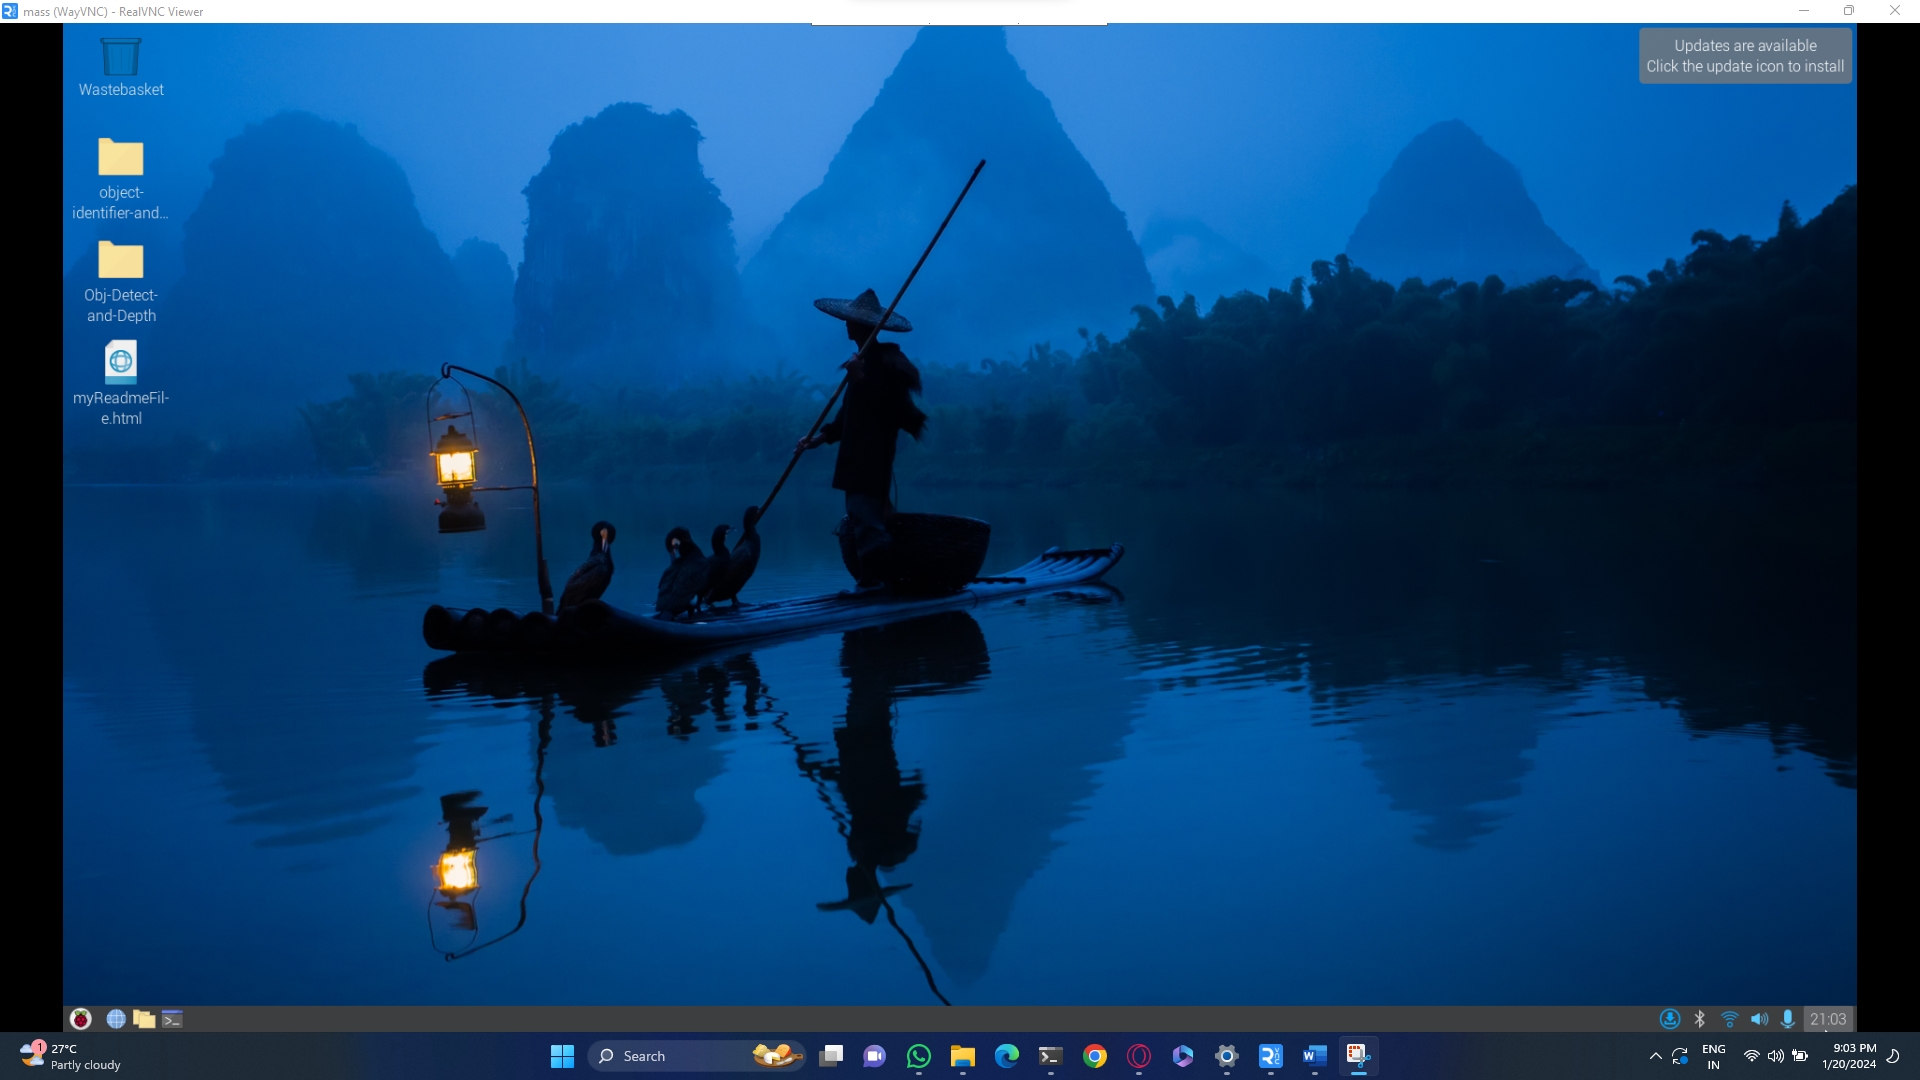 mass (WayVNC) - RealVNC Viewer
Wastebasket
object-
identifier-and...
Obj-Detect-
and-Depth
myReadmeFil-
e.html
Updates are available
Click the update icon to install
21:03
1
27°C
Partly cloudy
Search
ENG
IN
9:03 PM
1/20/2024